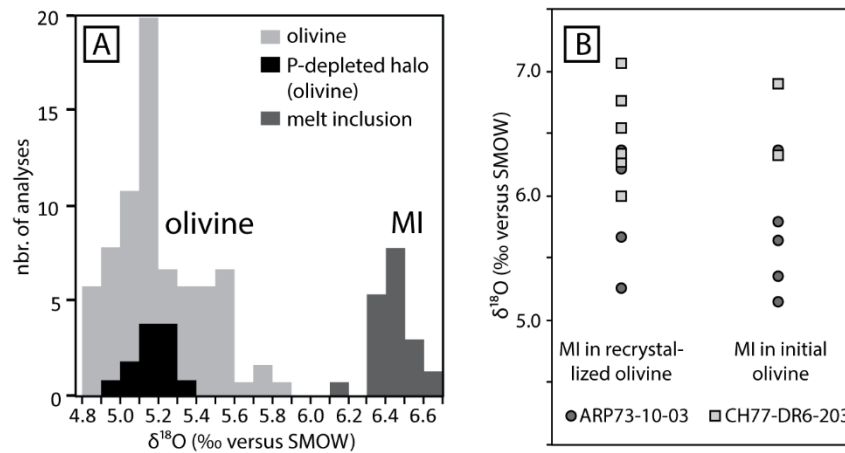 A
20
15
10
5
0
nbr. of analyses
olivine
P-depleted halo
(olivine)
melt inclusion
olivine
MI
4.8 5.0 5.2 5.4 5.6 5.8 6.0 6.2 6.4 6.6
δ¹⁸O (‰ versus SMOW)
B
7.0
6.0
5.0
δ¹⁸O (‰ versus SMOW)
MI in recrystal-
lized olivine
MI in initial
olivine
ARP73-10-03 CH77-DR6-203